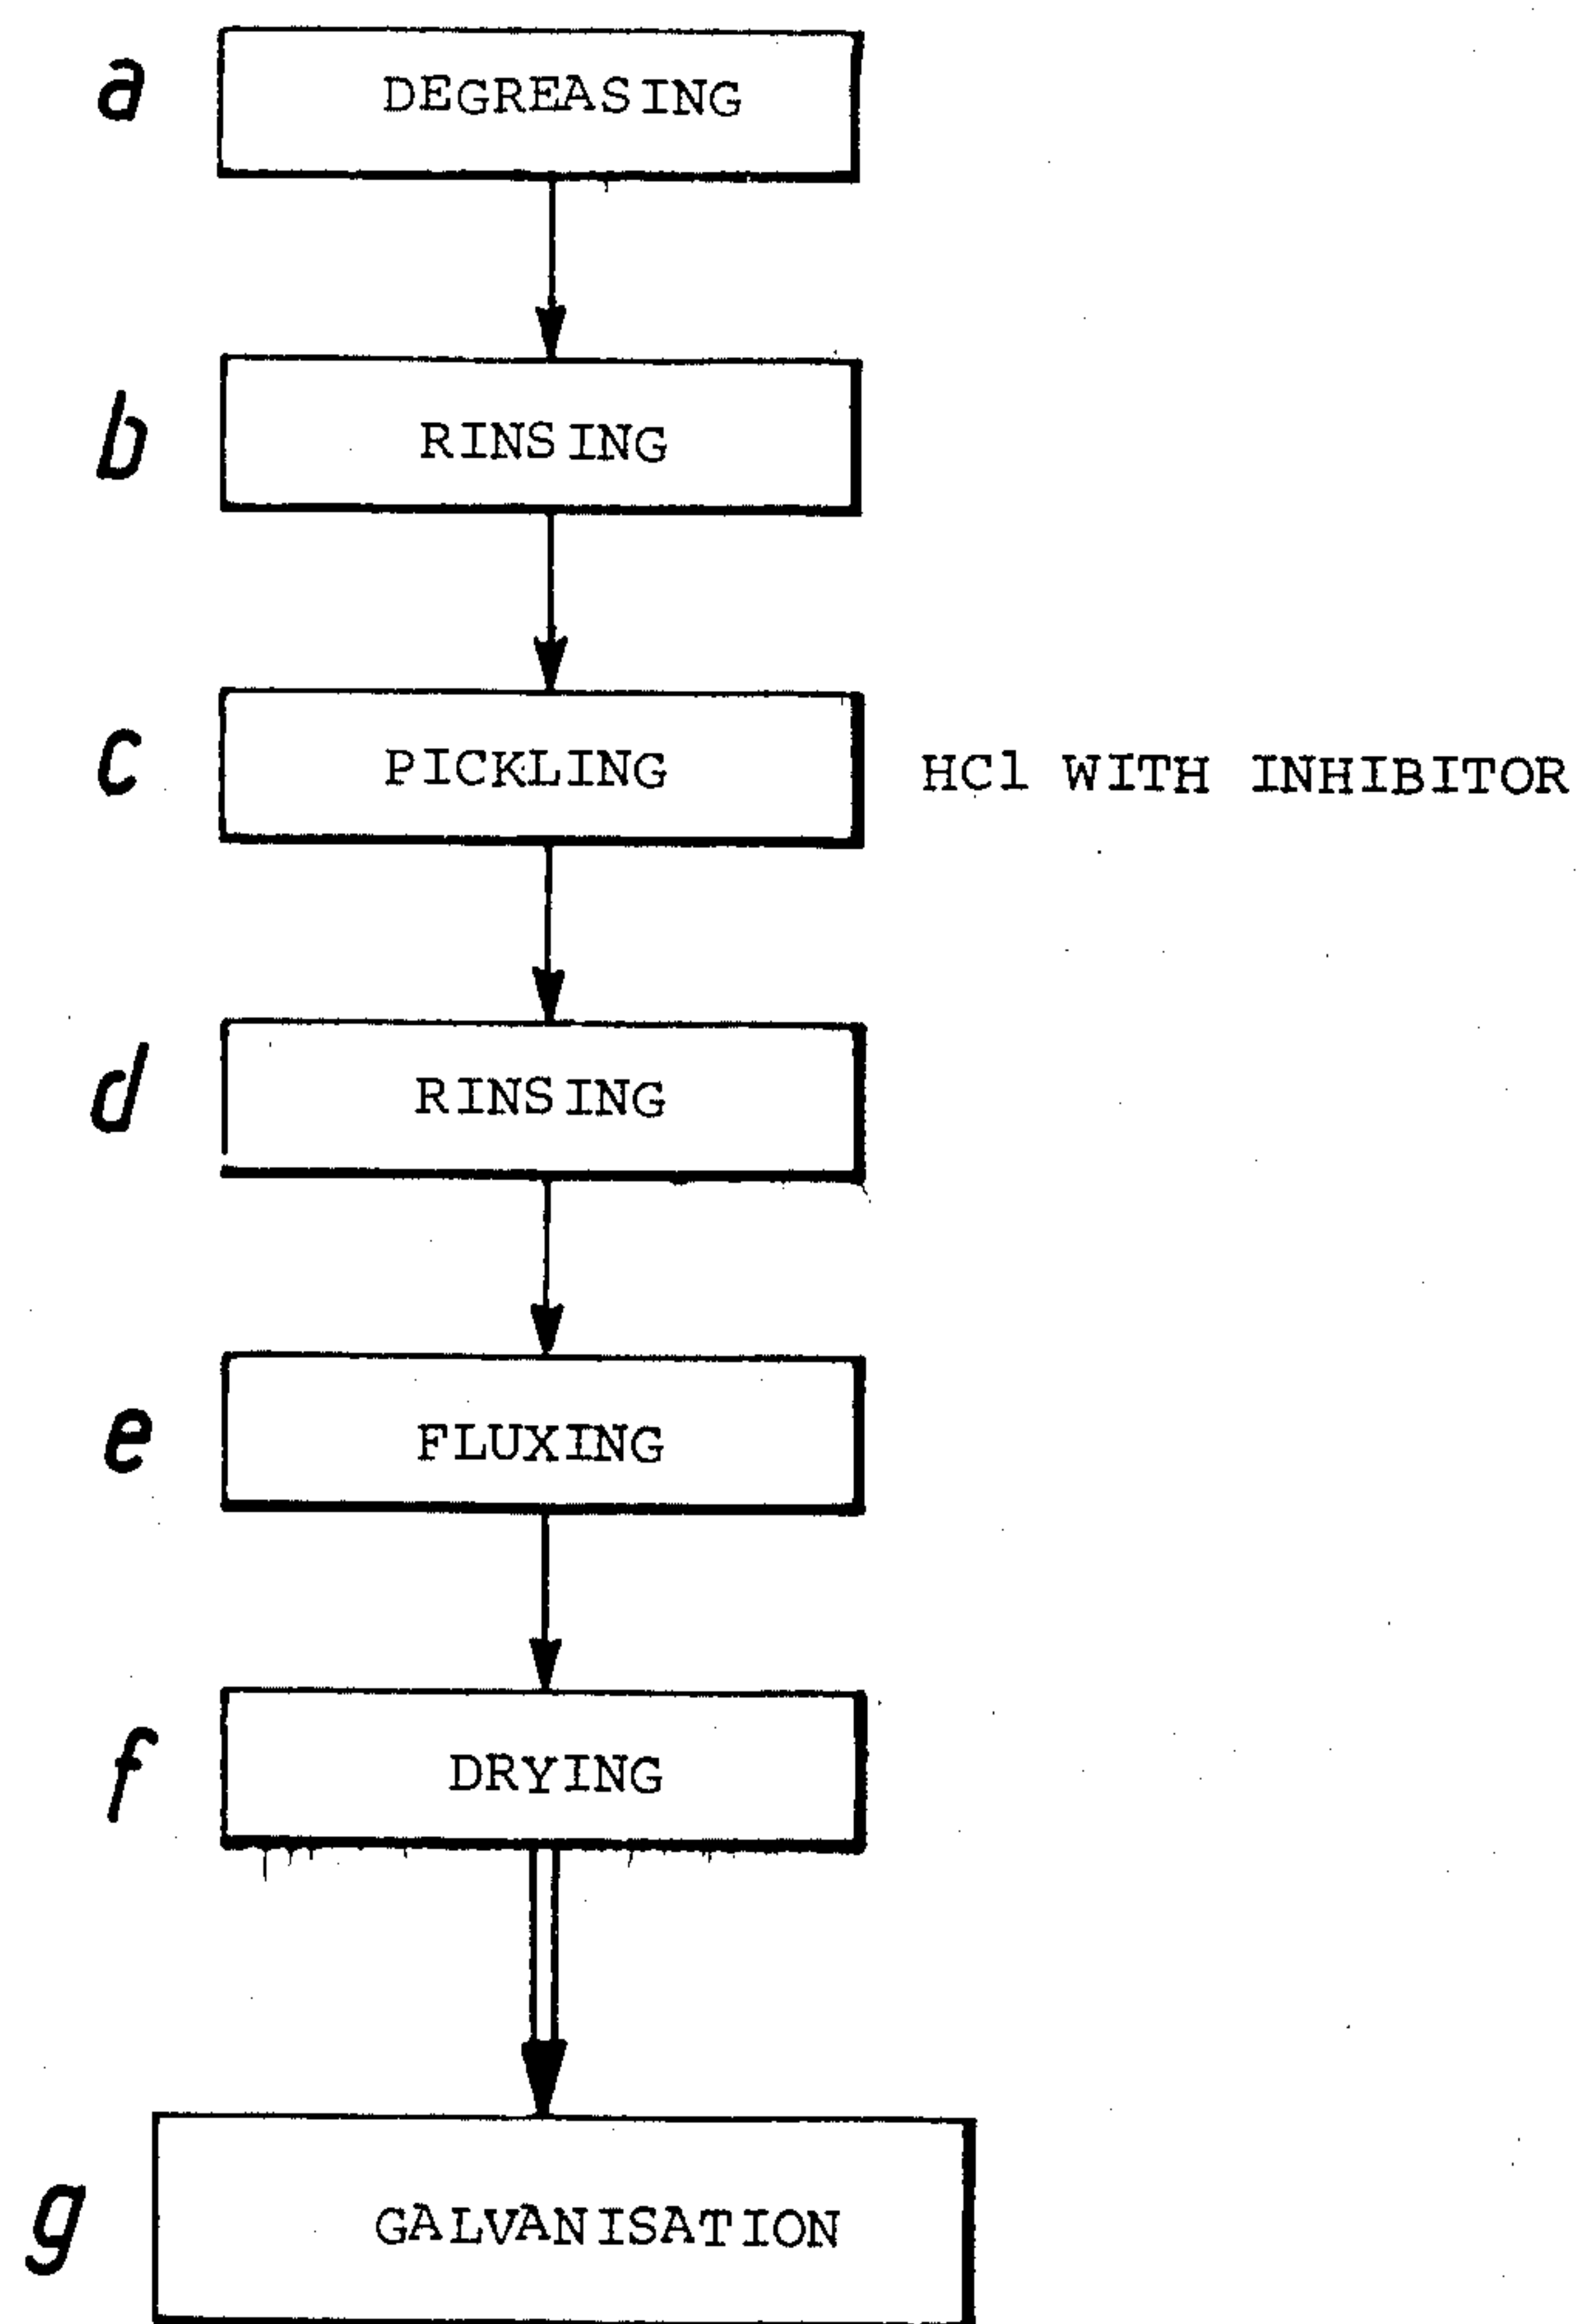 a DEGREASING
b RINSING
c PICKLING HCl WITH INHIBITOR
d RINSING
e FLUXING
f DRYING
g GALVANISATION